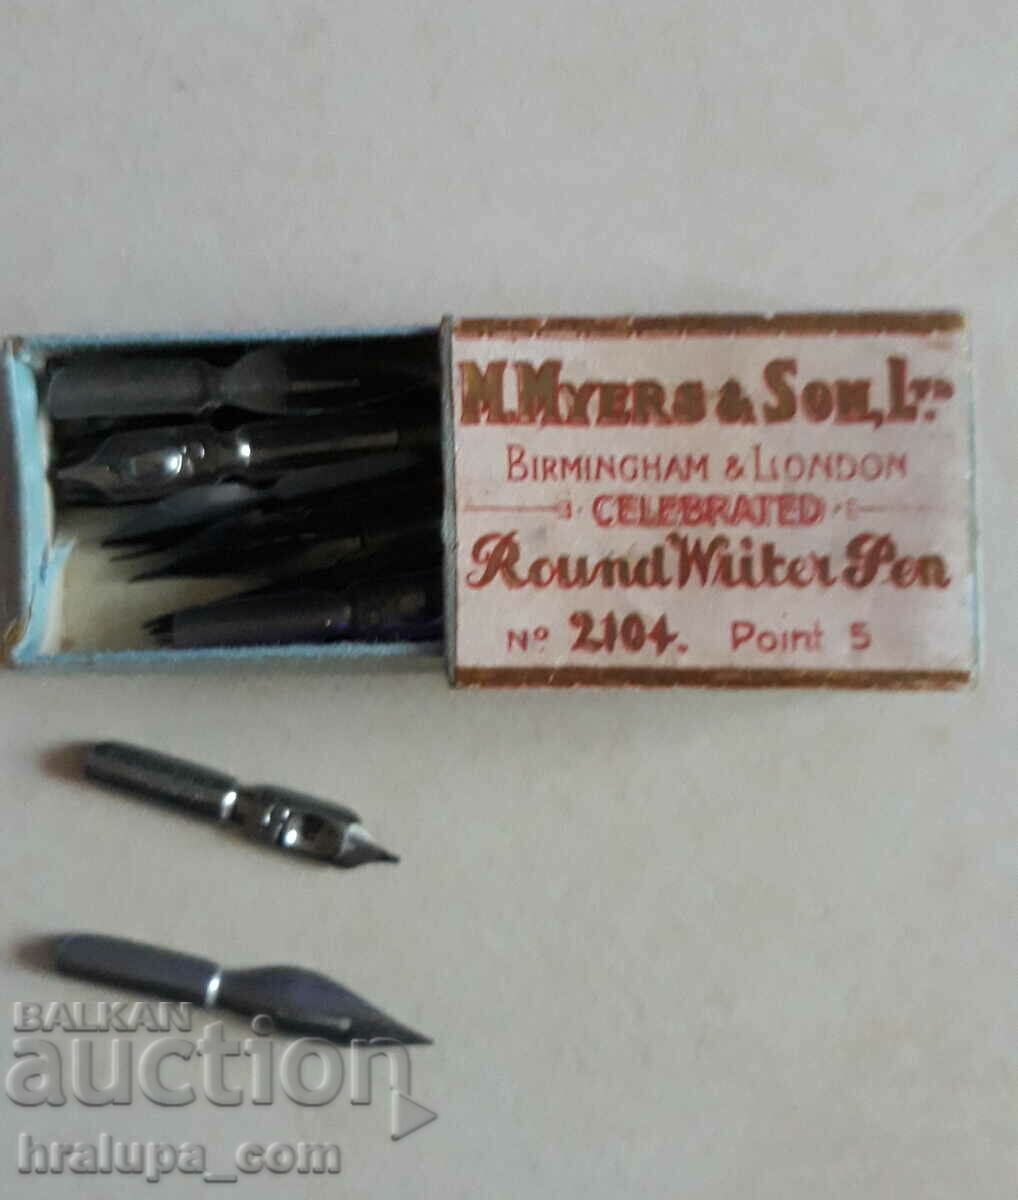 M. MYERS & SON, LTD
BIRMINGHAM & LONDON
CELEBRATED
Round Writer Pen
No 2104. Point 5
BALKAN
auction
hralupa_com